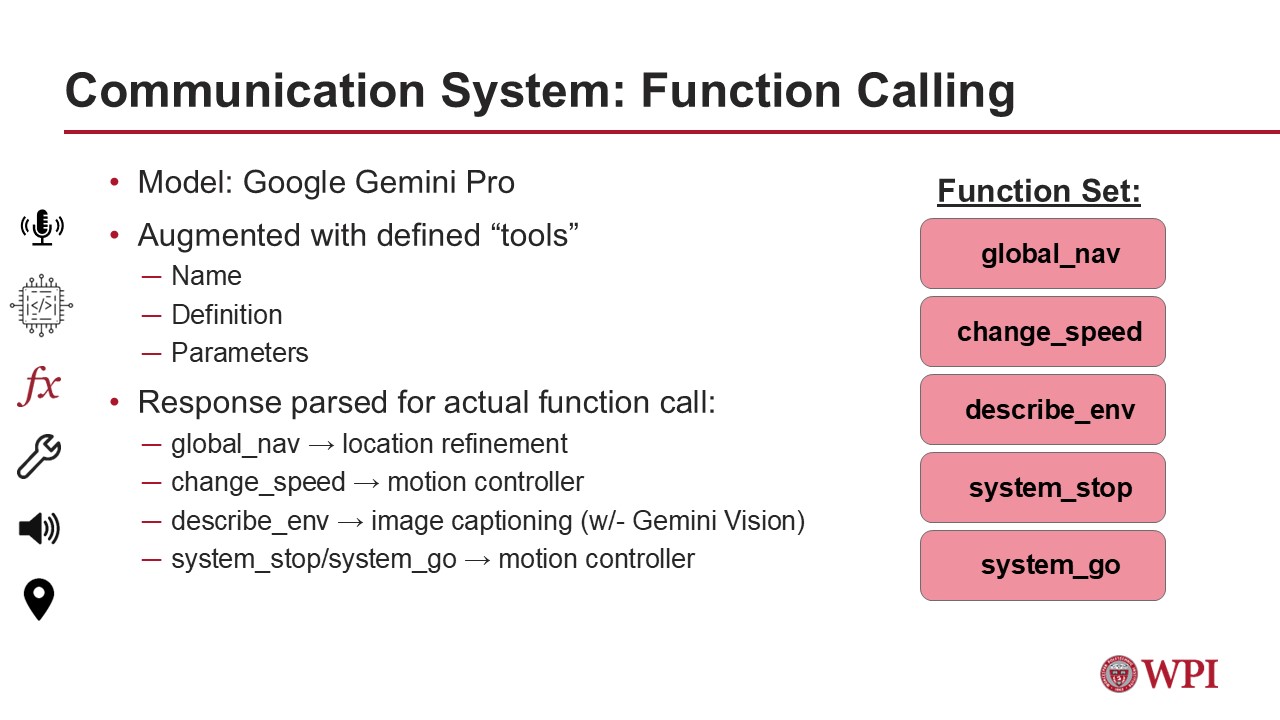 Communication System: Function Calling
• Model: Google Gemini Pro
• Augmented with defined “tools”
— Name
— Definition
— Parameters
• Response parsed for actual function call:
— global_nav → location refinement
— change_speed → motion controller
— describe_env → image captioning (w/- Gemini Vision)
— system_stop/system_go → motion controller
</>
fx
Function Set:
global_nav
change_speed
describe_env
system_stop
system_go
WPI